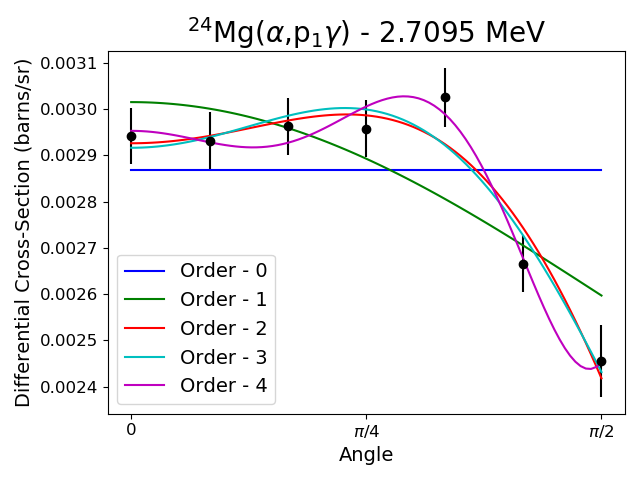 ²⁴Mg(α,p₁γ) - 2.7095 MeV
Differential Cross-Section (barns/sr)
0.0031
0.0030
0.0029
0.0028
0.0027
0.0026
0.0025
0.0024
Order - 0
Order - 1
Order - 2
Order - 3
Order - 4
0 π/4 π/2
Angle